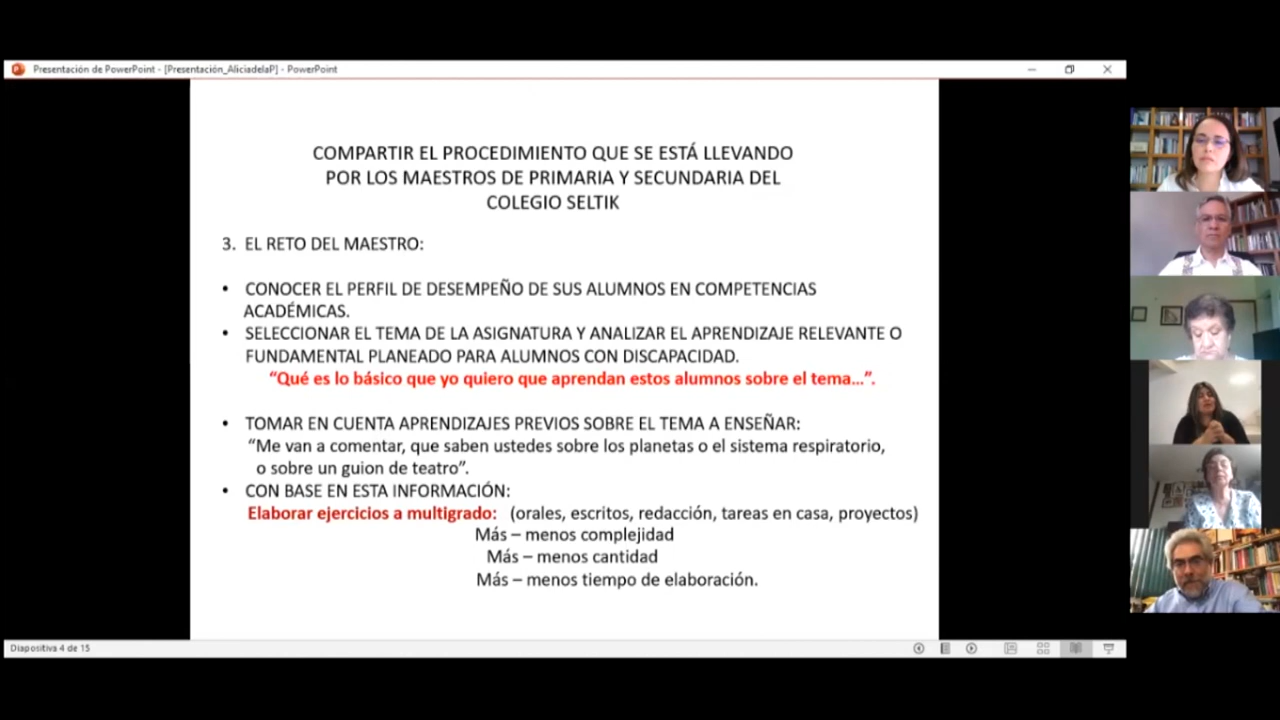 Presentación de PowerPoint - [Presentación_AliciadelaP] - PowerPoint
COMPARTIR EL PROCEDIMIENTO QUE SE ESTÁ LLEVANDO
POR LOS MAESTROS DE PRIMARIA Y SECUNDARIA DEL
COLEGIO SELTIK
3. EL RETO DEL MAESTRO:
• CONOCER EL PERFIL DE DESEMPEÑO DE SUS ALUMNOS EN COMPETENCIAS
ACADÉMICAS.
• SELECCIONAR EL TEMA DE LA ASIGNATURA Y ANALIZAR EL APRENDIZAJE RELEVANTE O
FUNDAMENTAL PLANEADO PARA ALUMNOS CON DISCAPACIDAD.
“Qué es lo básico que yo quiero que aprendan estos alumnos sobre el tema...”.
• TOMAR EN CUENTA APRENDIZAJES PREVIOS SOBRE EL TEMA A ENSEÑAR:
“Me van a comentar, que saben ustedes sobre los planetas o el sistema respiratorio,
o sobre un guion de teatro”.
• CON BASE EN ESTA INFORMACIÓN:
Elaborar ejercicios a multigrado: (orales, escritos, redacción, tareas en casa, proyectos)
Más – menos complejidad
Más – menos cantidad
Más – menos tiempo de elaboración.
Diapositiva 4 de 15